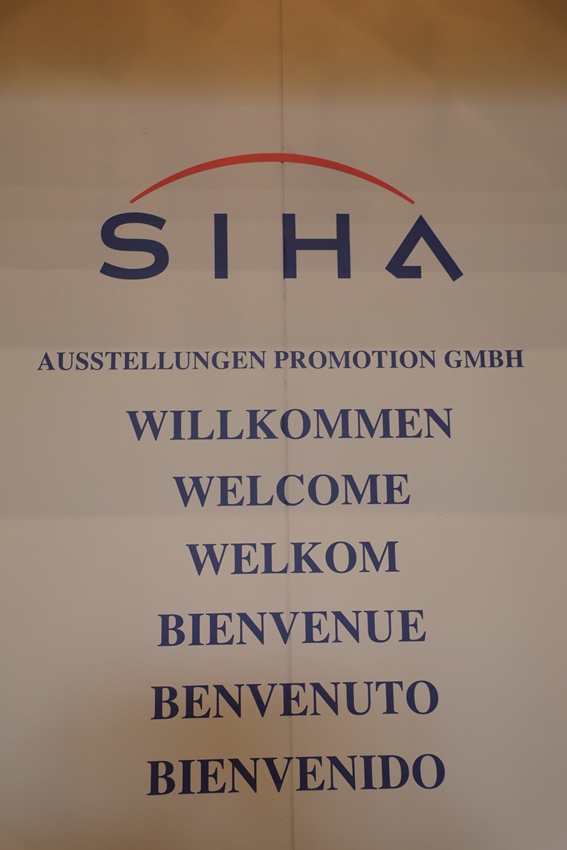 SIHA
AUSSTELLUNGEN PROMOTION GMBH
WILLKOMMEN
WELCOME
WELKOM
BIENVENUE
BENVENUTO
BIENVENIDO